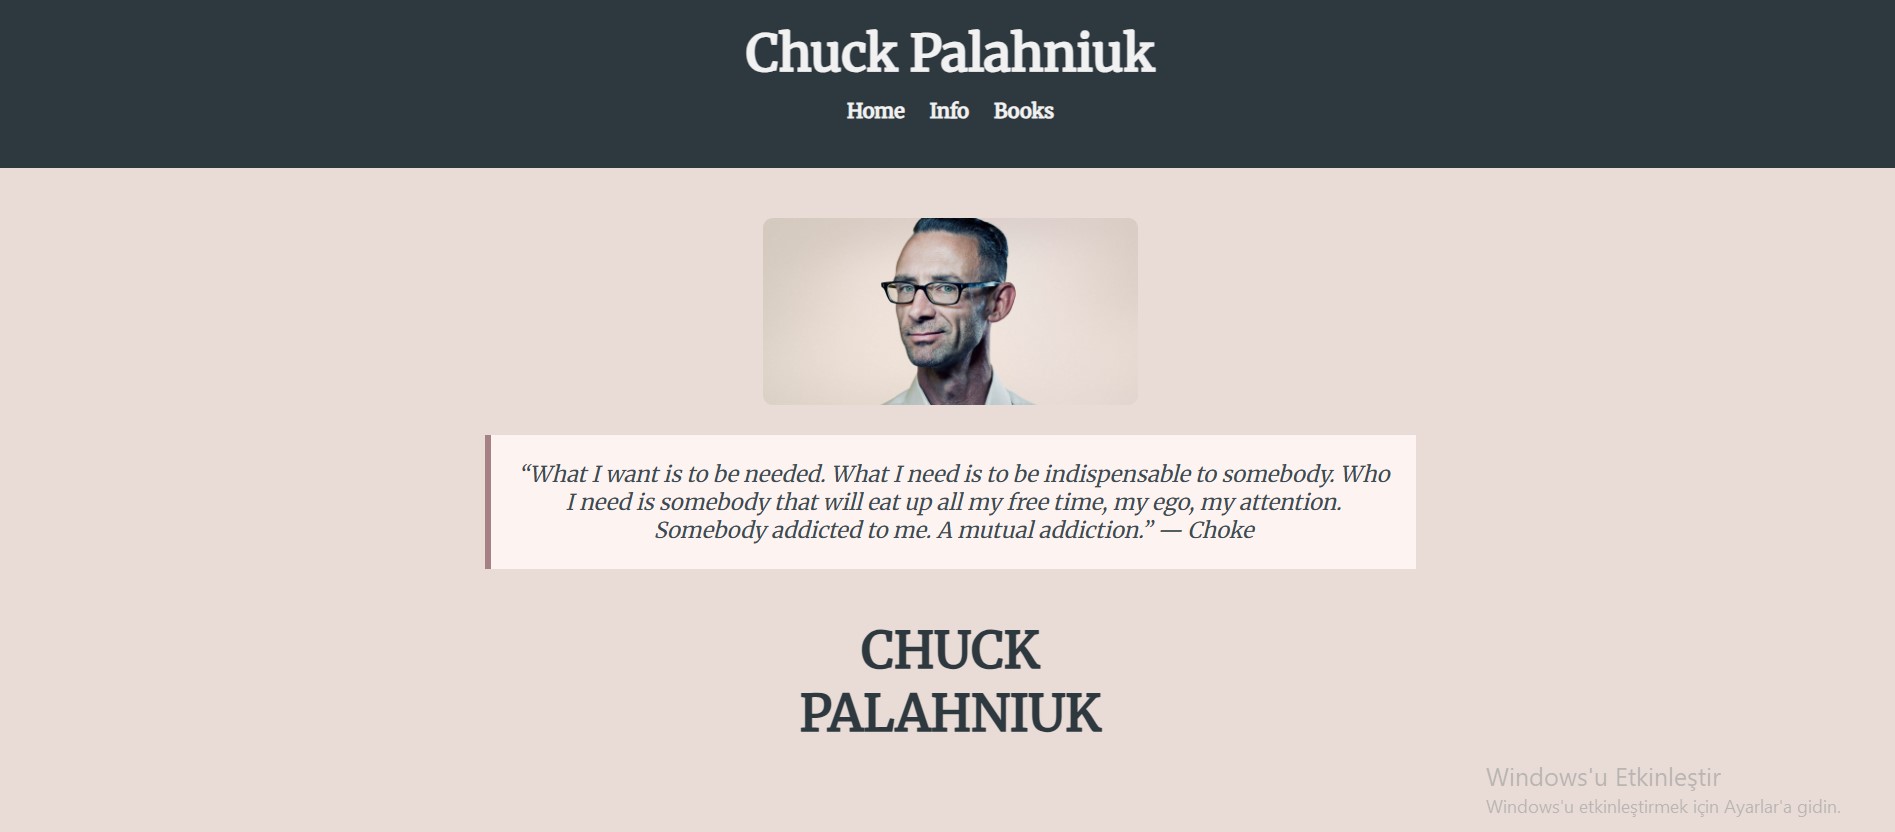 Chuck Palahniuk
Home Info Books
“What I want is to be needed. What I need is to be indispensable to somebody. Who
I need is somebody that will eat up all my free time, my ego, my attention.
Somebody addicted to me. A mutual addiction.” — Choke
CHUCK
PALAHNIUK
Windows'u Etkinleştir
Windows'u etkinleştirmek için Ayarlar'a gidin.